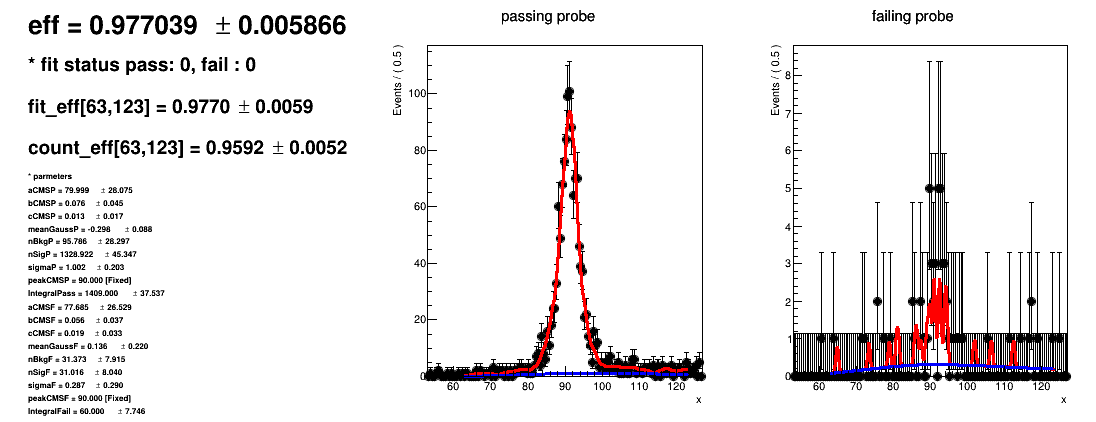 eff = 0.977039 ± 0.005866
* fit status pass: 0, fail : 0
fit_eff[63,123] = 0.9770 ± 0.0059
count_eff[63,123] = 0.9592 ± 0.0052
* parmeters
aCMSP = 79.999 ± 28.075
bCMSP = 0.076 ± 0.045
cCMSP = 0.013 ± 0.017
meanGaussP = -0.298 ± 0.088
nBkgP = 95.786 ± 28.297
nSigP = 1328.922 ± 45.347
sigmaP = 1.002 ± 0.203
peakCMSP = 90.000 [Fixed]
IntegralPass = 1409.000 ± 37.537
aCMSF = 77.685 ± 26.529
bCMSF = 0.056 ± 0.037
cCMSF = 0.019 ± 0.033
meanGaussF = 0.136 ± 0.220
nBkgF = 31.373 ± 7.915
nSigF = 31.016 ± 8.040
sigmaF = 0.287 ± 0.290
peakCMSF = 90.000 [Fixed]
IntegralFail = 60.000 ± 7.746
passing probe
Events / ( 0.5 )
100
80
60
40
20
0
60 70 80 90 100 110 120
x
failing probe
Events / ( 0.5 )
8
7
6
5
4
3
2
1
0
60 70 80 90 100 110 120
x